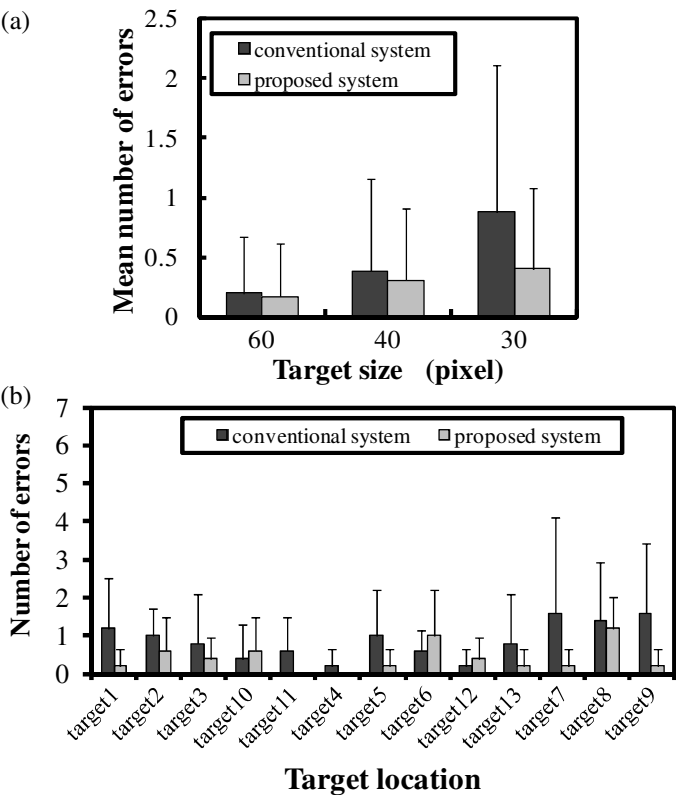 (a)
2.5
2
1.5
1
0.5
0
Mean number of errors
conventional system
proposed system
60 40 30
Target size (pixel)
(b)
7
6
5
4
3
2
1
0
Number of errors
conventional system proposed system
target1 target2 target3 target10 target11 target4 target5 target6 target12 target13 target7 target8 target9
Target location